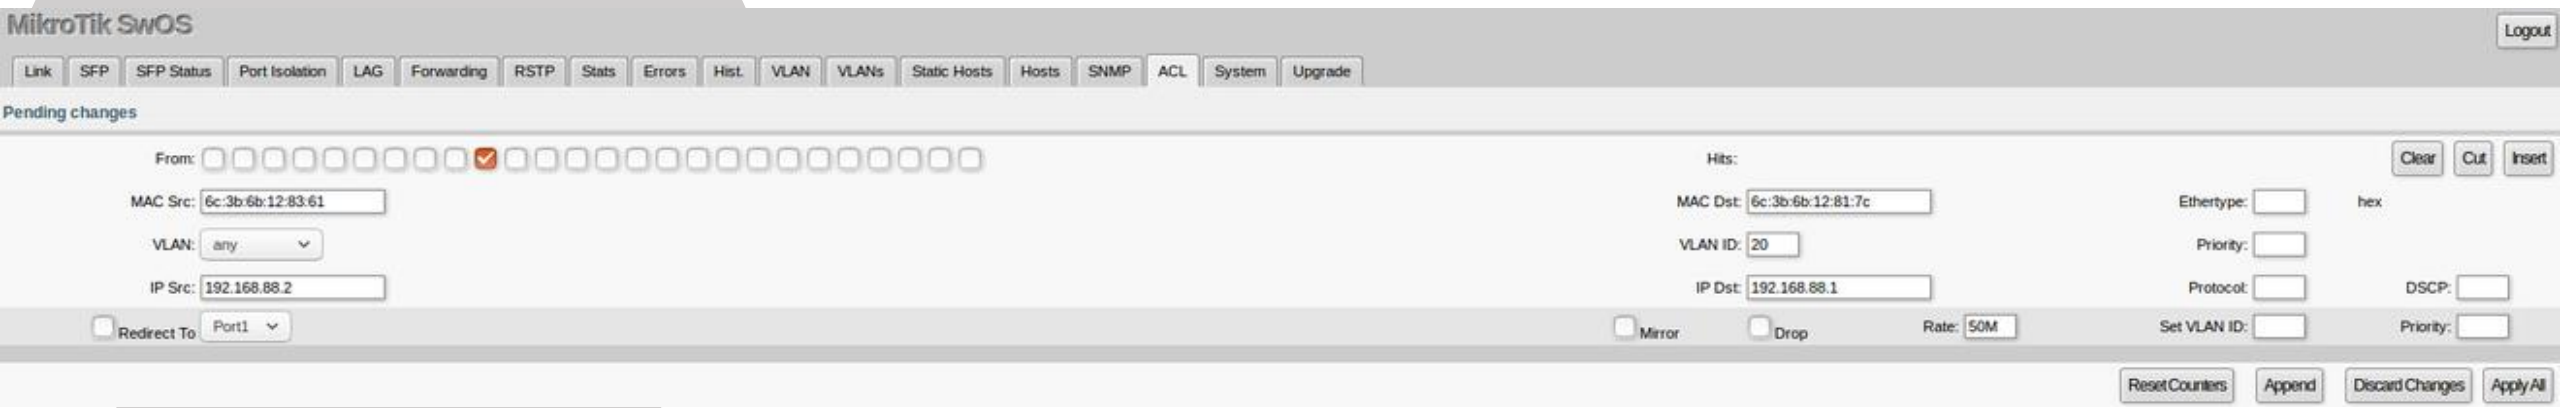 MikroTik SwOS
Logout
Link SFP SFP Status Port Isolation LAG Forwarding RSTP Stats Errors Hist. VLAN VLANs Static Hosts Hosts SNMP ACL System Upgrade
Pending changes
From: Hits: Clear Cut Insert
MAC Src: 6c:3b:6b:12:83:61 MAC Dst: 6c:3b:6b:12:81:7c Ethertype: hex
VLAN: any VLAN ID: 20 Priority:
IP Src: 192.168.88.2 IP Dst: 192.168.88.1 Protocol: DSCP:
Redirect To Port1 Mirror Drop Rate: 50M Set VLAN ID: Priority:
Reset Counters Append Discard Changes Apply All